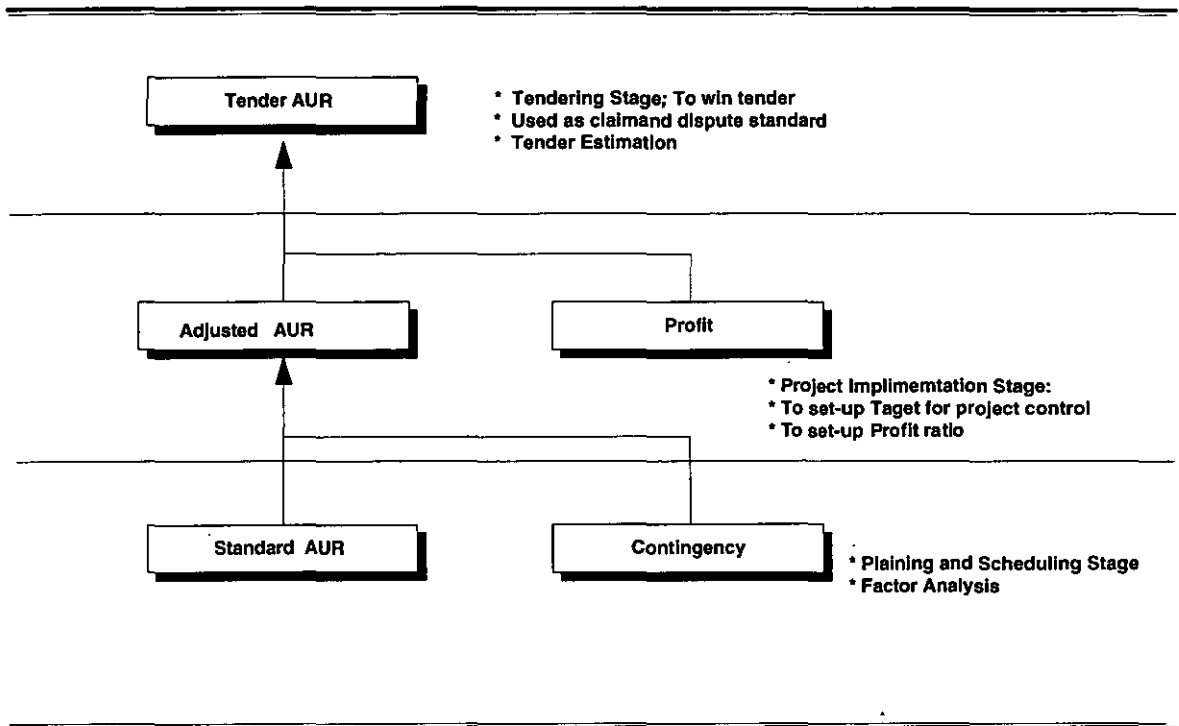 Tender AUR
* Tendering Stage; To win tender
* Used as claimand dispute standard
* Tender Estimation
Adjusted AUR
Profit
* Project Implimemtation Stage:
* To set-up Taget for project control
* To set-up Profit ratio
Standard AUR
Contingency
* Plaining and Scheduling Stage
* Factor Analysis